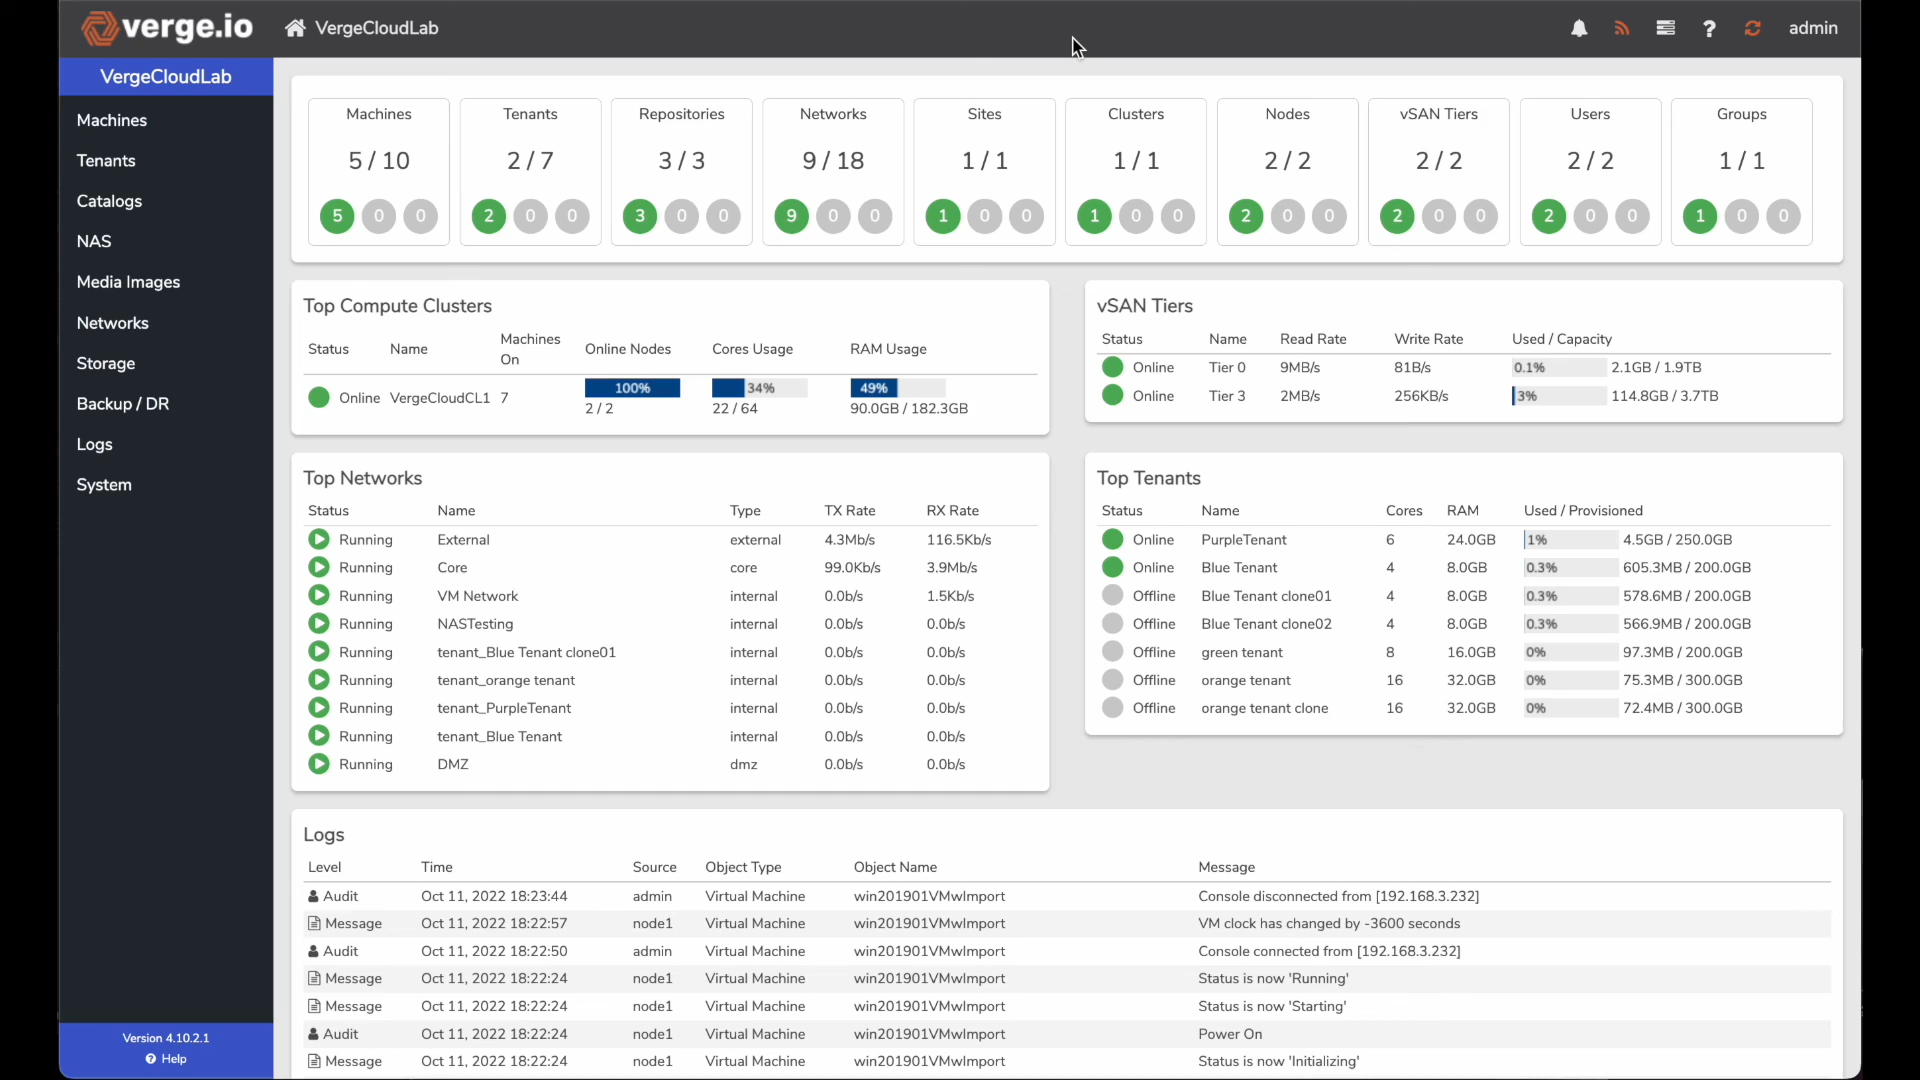 verge.io VergeCloudLab admin
VergeCloudLab
Machines
Tenants
Catalogs
NAS
Media Images
Networks
Storage
Backup / DR
Logs
System
Version 4.10.2.1
Help
Machines Tenants Repositories Networks Sites Clusters Nodes vSAN Tiers Users Groups
5 / 10 2 / 7 3 / 3 9 / 18 1 / 1 1 / 1 2 / 2 2 / 2 2 / 2 1 / 1
5 0 0 2 0 0 3 0 0 9 0 0 1 0 0 1 0 0 2 0 0 2 0 0 2 0 0 1 0 0
Top Compute Clusters
Status Name Machines On Online Nodes Cores Usage RAM Usage
Online VergeCloudCL1 7 100% 34% 49%
2 / 2 22 / 64 90.0GB / 182.3GB
vSAN Tiers
Status Name Read Rate Write Rate Used / Capacity
Online Tier 0 9MB/s 81B/s 0.1% 2.1GB / 1.9TB
Online Tier 3 2MB/s 256KB/s 3% 114.8GB / 3.7TB
Top Networks
Status Name Type TX Rate RX Rate
Running External external 4.3Mb/s 116.5Kb/s
Running Core core 99.0Kb/s 3.9Mb/s
Running VM Network internal 0.0b/s 1.5Kb/s
Running NASTesting internal 0.0b/s 0.0b/s
Running tenant_Blue Tenant clone01 internal 0.0b/s 0.0b/s
Running tenant_orange tenant internal 0.0b/s 0.0b/s
Running tenant_PurpleTenant internal 0.0b/s 0.0b/s
Running tenant_Blue Tenant internal 0.0b/s 0.0b/s
Running DMZ dmz 0.0b/s 0.0b/s
Top Tenants
Status Name Cores RAM Used / Provisioned
Online PurpleTenant 6 24.0GB 1% 4.5GB / 250.0GB
Online Blue Tenant 4 8.0GB 0.3% 605.3MB / 200.0GB
Offline Blue Tenant clone01 4 8.0GB 0.3% 578.6MB / 200.0GB
Offline Blue Tenant clone02 4 8.0GB 0.3% 566.9MB / 200.0GB
Offline green tenant 8 16.0GB 0% 97.3MB / 200.0GB
Offline orange tenant 16 32.0GB 0% 75.3MB / 300.0GB
Offline orange tenant clone 16 32.0GB 0% 72.4MB / 300.0GB
Logs
Level Time Source Object Type Object Name Message
Audit Oct 11, 2022 18:23:44 admin Virtual Machine win201901VMwImport Console disconnected from [192.168.3.232]
Message Oct 11, 2022 18:22:57 node1 Virtual Machine win201901VMwImport VM clock has changed by -3600 seconds
Audit Oct 11, 2022 18:22:50 admin Virtual Machine win201901VMwImport Console connected from [192.168.3.232]
Message Oct 11, 2022 18:22:24 node1 Virtual Machine win201901VMwImport Status is now 'Running'
Message Oct 11, 2022 18:22:24 node1 Virtual Machine win201901VMwImport Status is now 'Starting'
Audit Oct 11, 2022 18:22:24 node1 Virtual Machine win201901VMwImport Power On
Message Oct 11, 2022 18:22:24 node1 Virtual Machine win201901VMwImport Status is now 'Initializing'